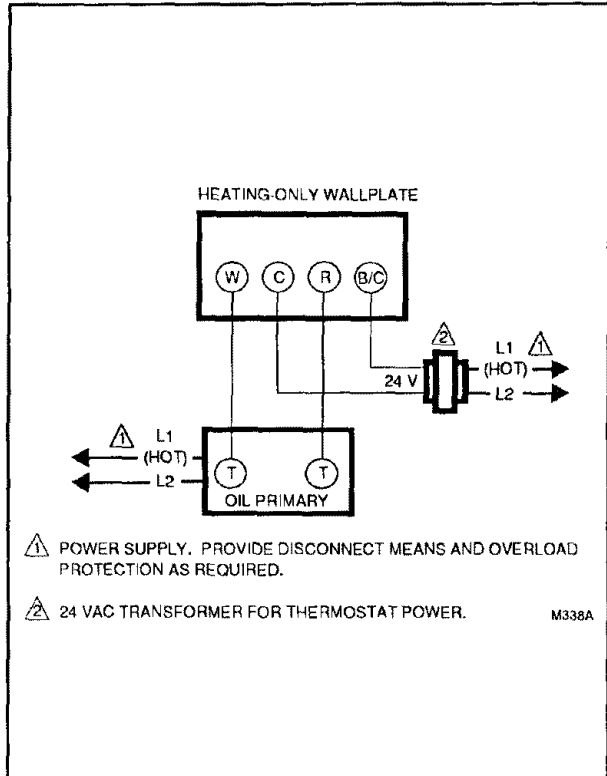 HEATING-ONLY WALLPLATE
W C R B/C
2
L1 1
24 V (HOT)
L2
1 L1
(HOT)
L2
T T
OIL PRIMARY
1 POWER SUPPLY. PROVIDE DISCONNECT MEANS AND OVERLOAD
PROTECTION AS REQUIRED.
2 24 VAC TRANSFORMER FOR THERMOSTAT POWER.
M338A